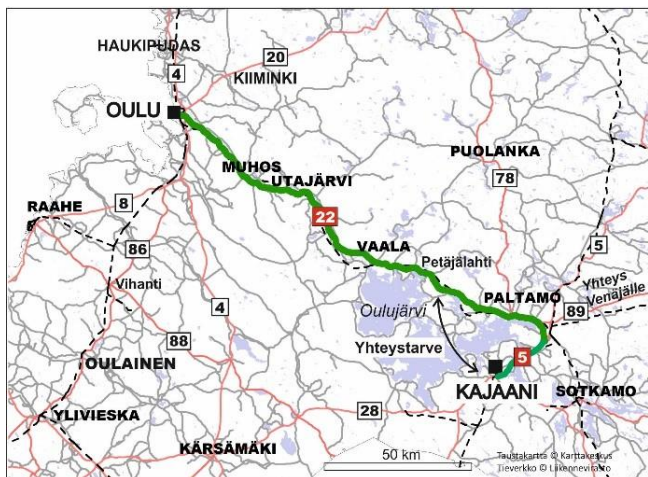 HAUKIPUDAS
4
20
KIIMINKI
OULU
MUHOS
UTAJÄRVI
PUOLANKA
78
22
RAAHE
8
86
VAALA
Petäjälahti
5
Yhteys
Venäjälle
Vihanti
4
Oulujärvi
PALTAMO
89
88
Yhteystarve
5
OULAINEN
KAJAANI
SOTKAMO
YLIVIESKA
28
KÄRSÄMÄKI
50 km
Taustakartta © Karttakeskus
Tieverkko © Liikennevirasto